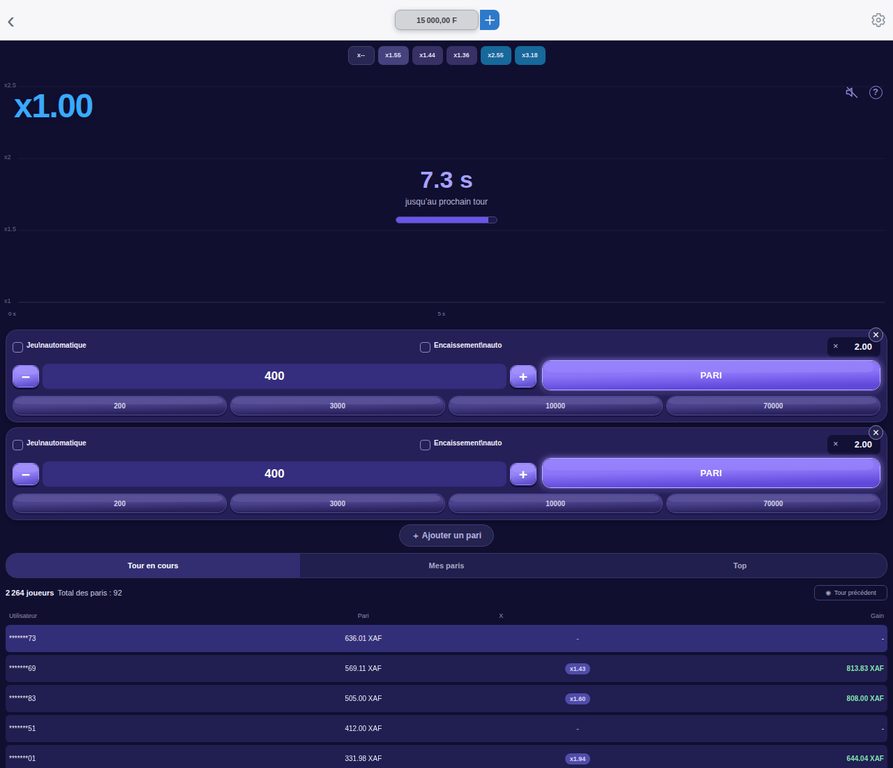 15 000,00 F
x--
x1.55
x1.44
x1.36
x2.55
x3.18
x2.5
x1.00
?
x2
7.3 s
jusqu'au prochain tour
x1.5
x1
0 s
5 s
Jeu\nautomatique
Encaissement\nauto
× 2.00
− 400 + PARI
200 3000 10000 70000
Jeu\nautomatique
Encaissement\nauto
× 2.00
− 400 + PARI
200 3000 10000 70000
+ Ajouter un pari
Tour en cours Mes paris Top
2 264 joueurs Total des paris : 92
Tour précédent
Utilisateur Pari X Gain
*******73 636.01 XAF - -
*******69 569.11 XAF x1.43 813.83 XAF
*******83 505.00 XAF x1.60 808.00 XAF
*******51 412.00 XAF - -
*******01 331.98 XAF x1.94 644.04 XAF